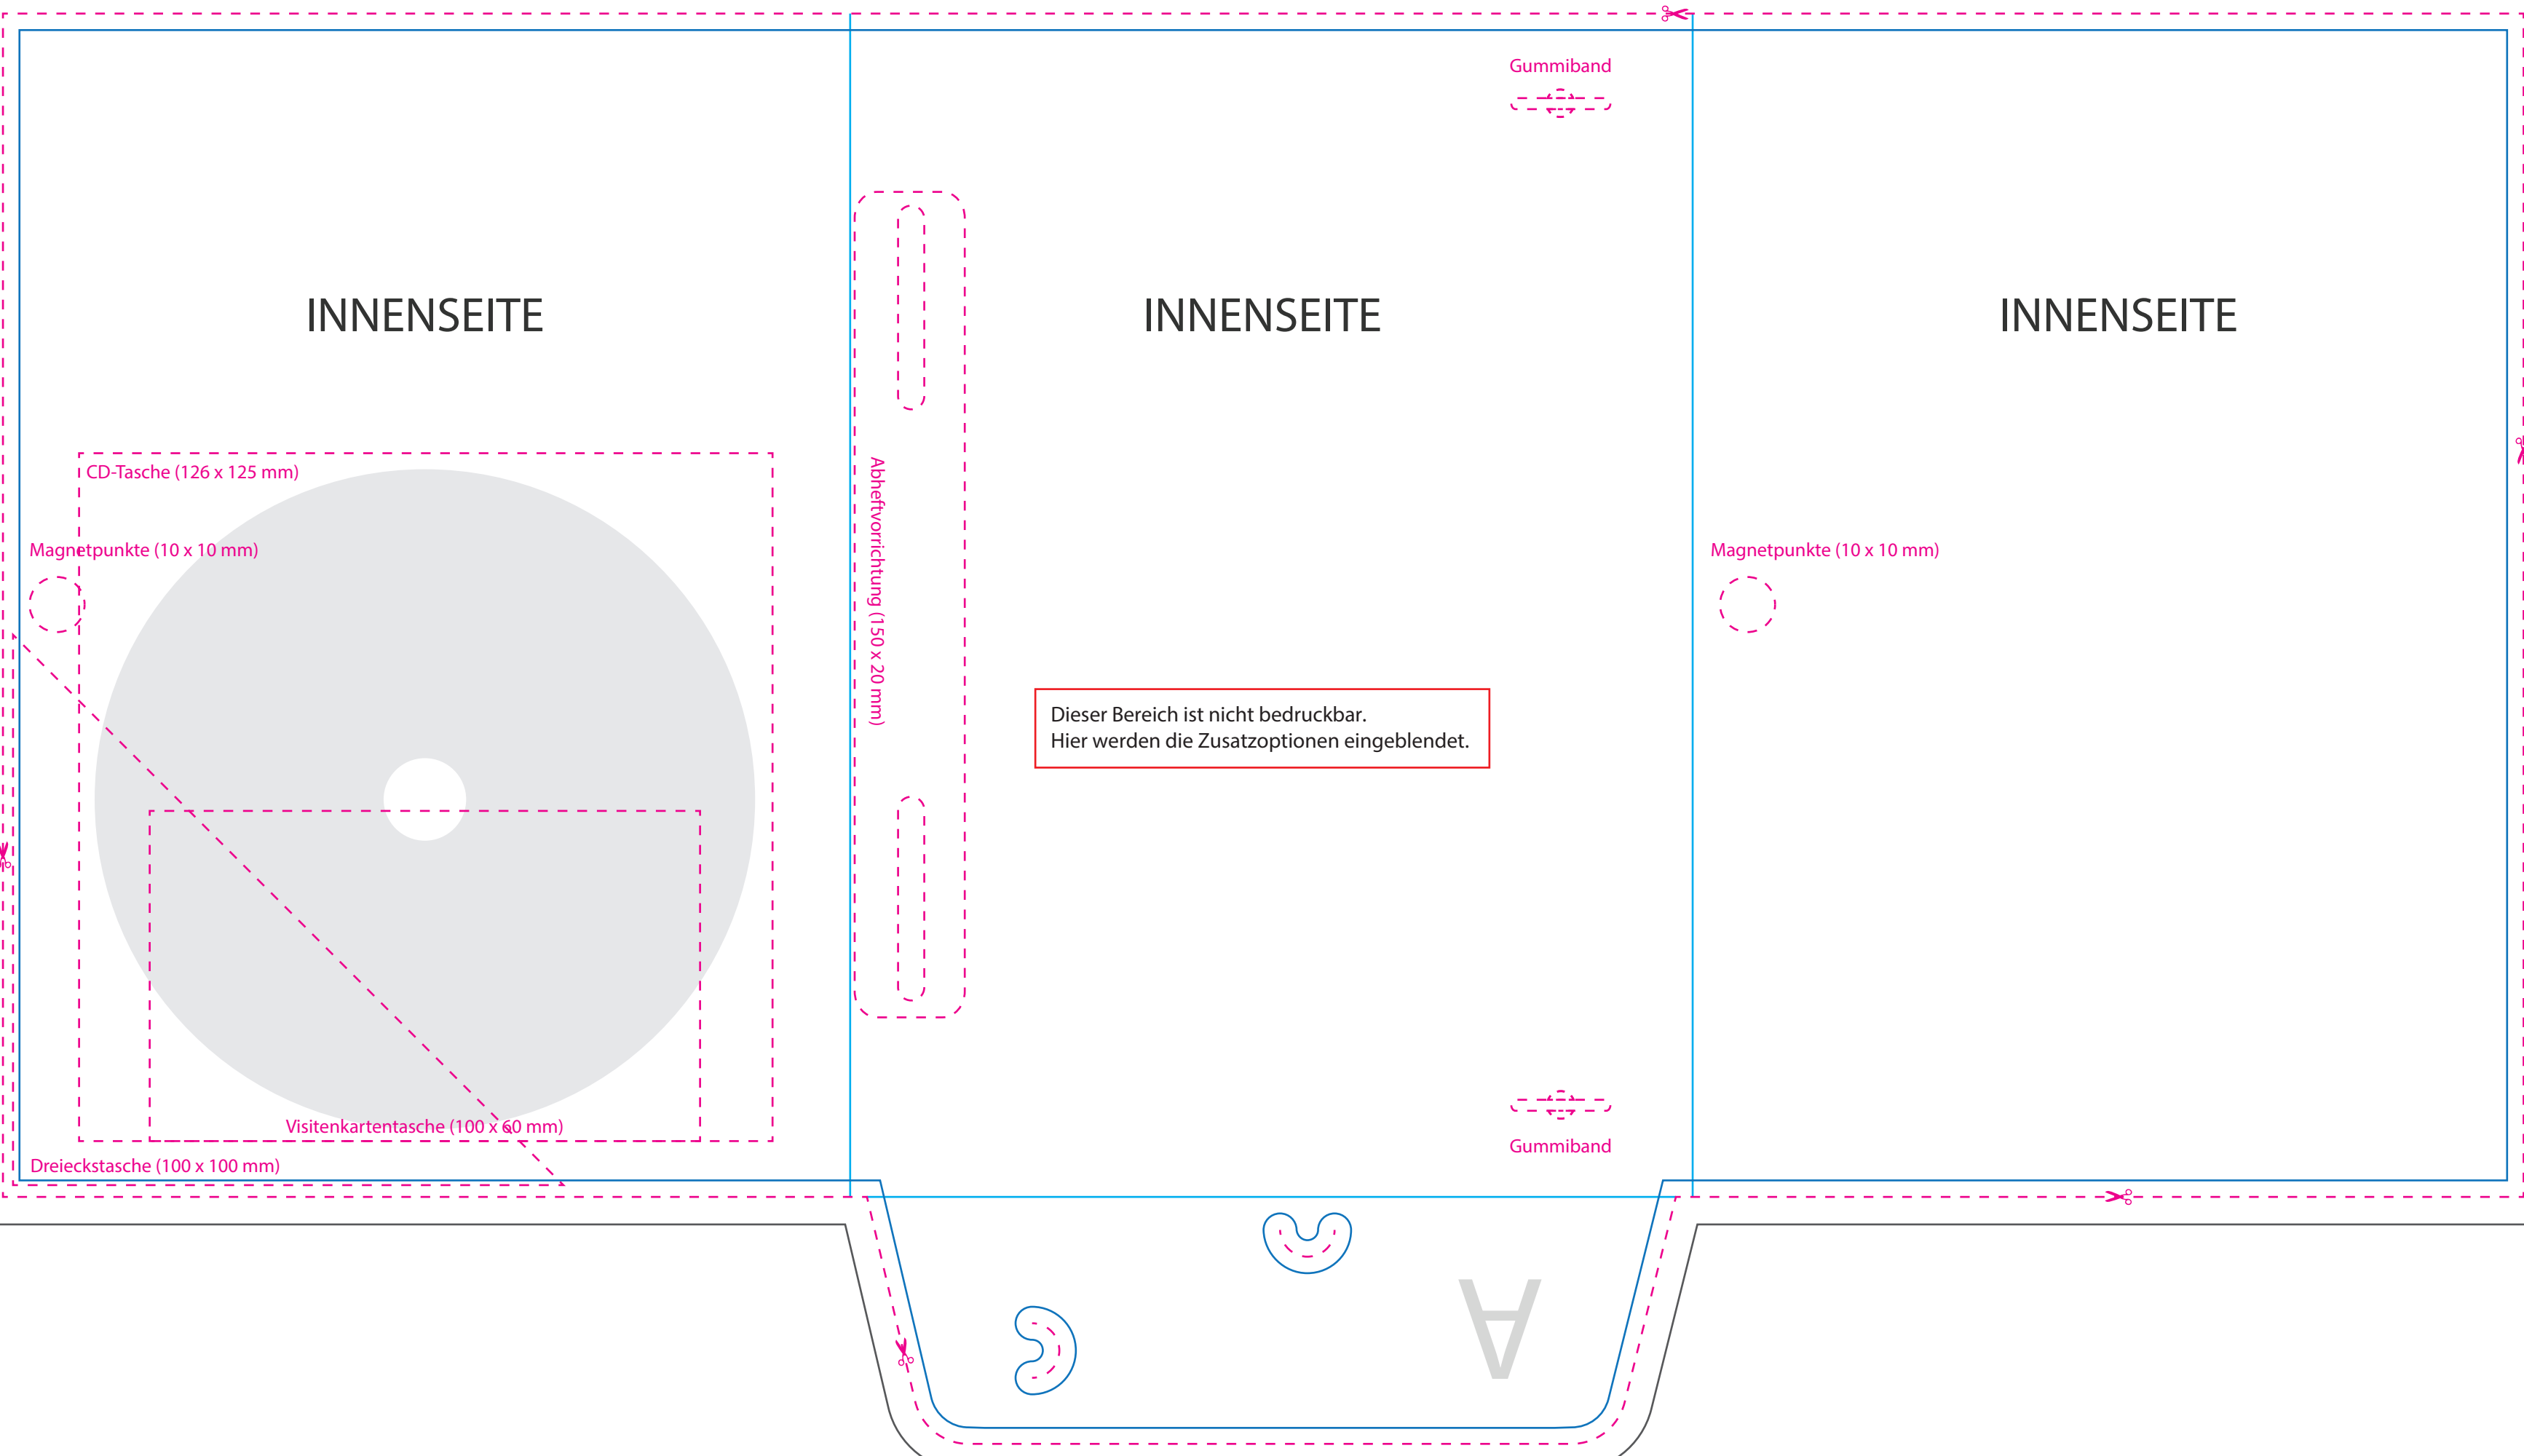 Gummiband
INNENSEITE
INNENSEITE
INNENSEITE
CD-Tasche (126 x 125 mm)
Magnetpunkte (10 x 10 mm)
Abheftvorrichtung (150 x 20 mm)
Magnetpunkte (10 x 10 mm)
Dieser Bereich ist nicht bedruckbar.
Hier werden die Zusatzoptionen eingeblendet.
Visitenkartentasche (100 x 60 mm)
Gummiband
Dreieckstasche (100 x 100 mm)
A